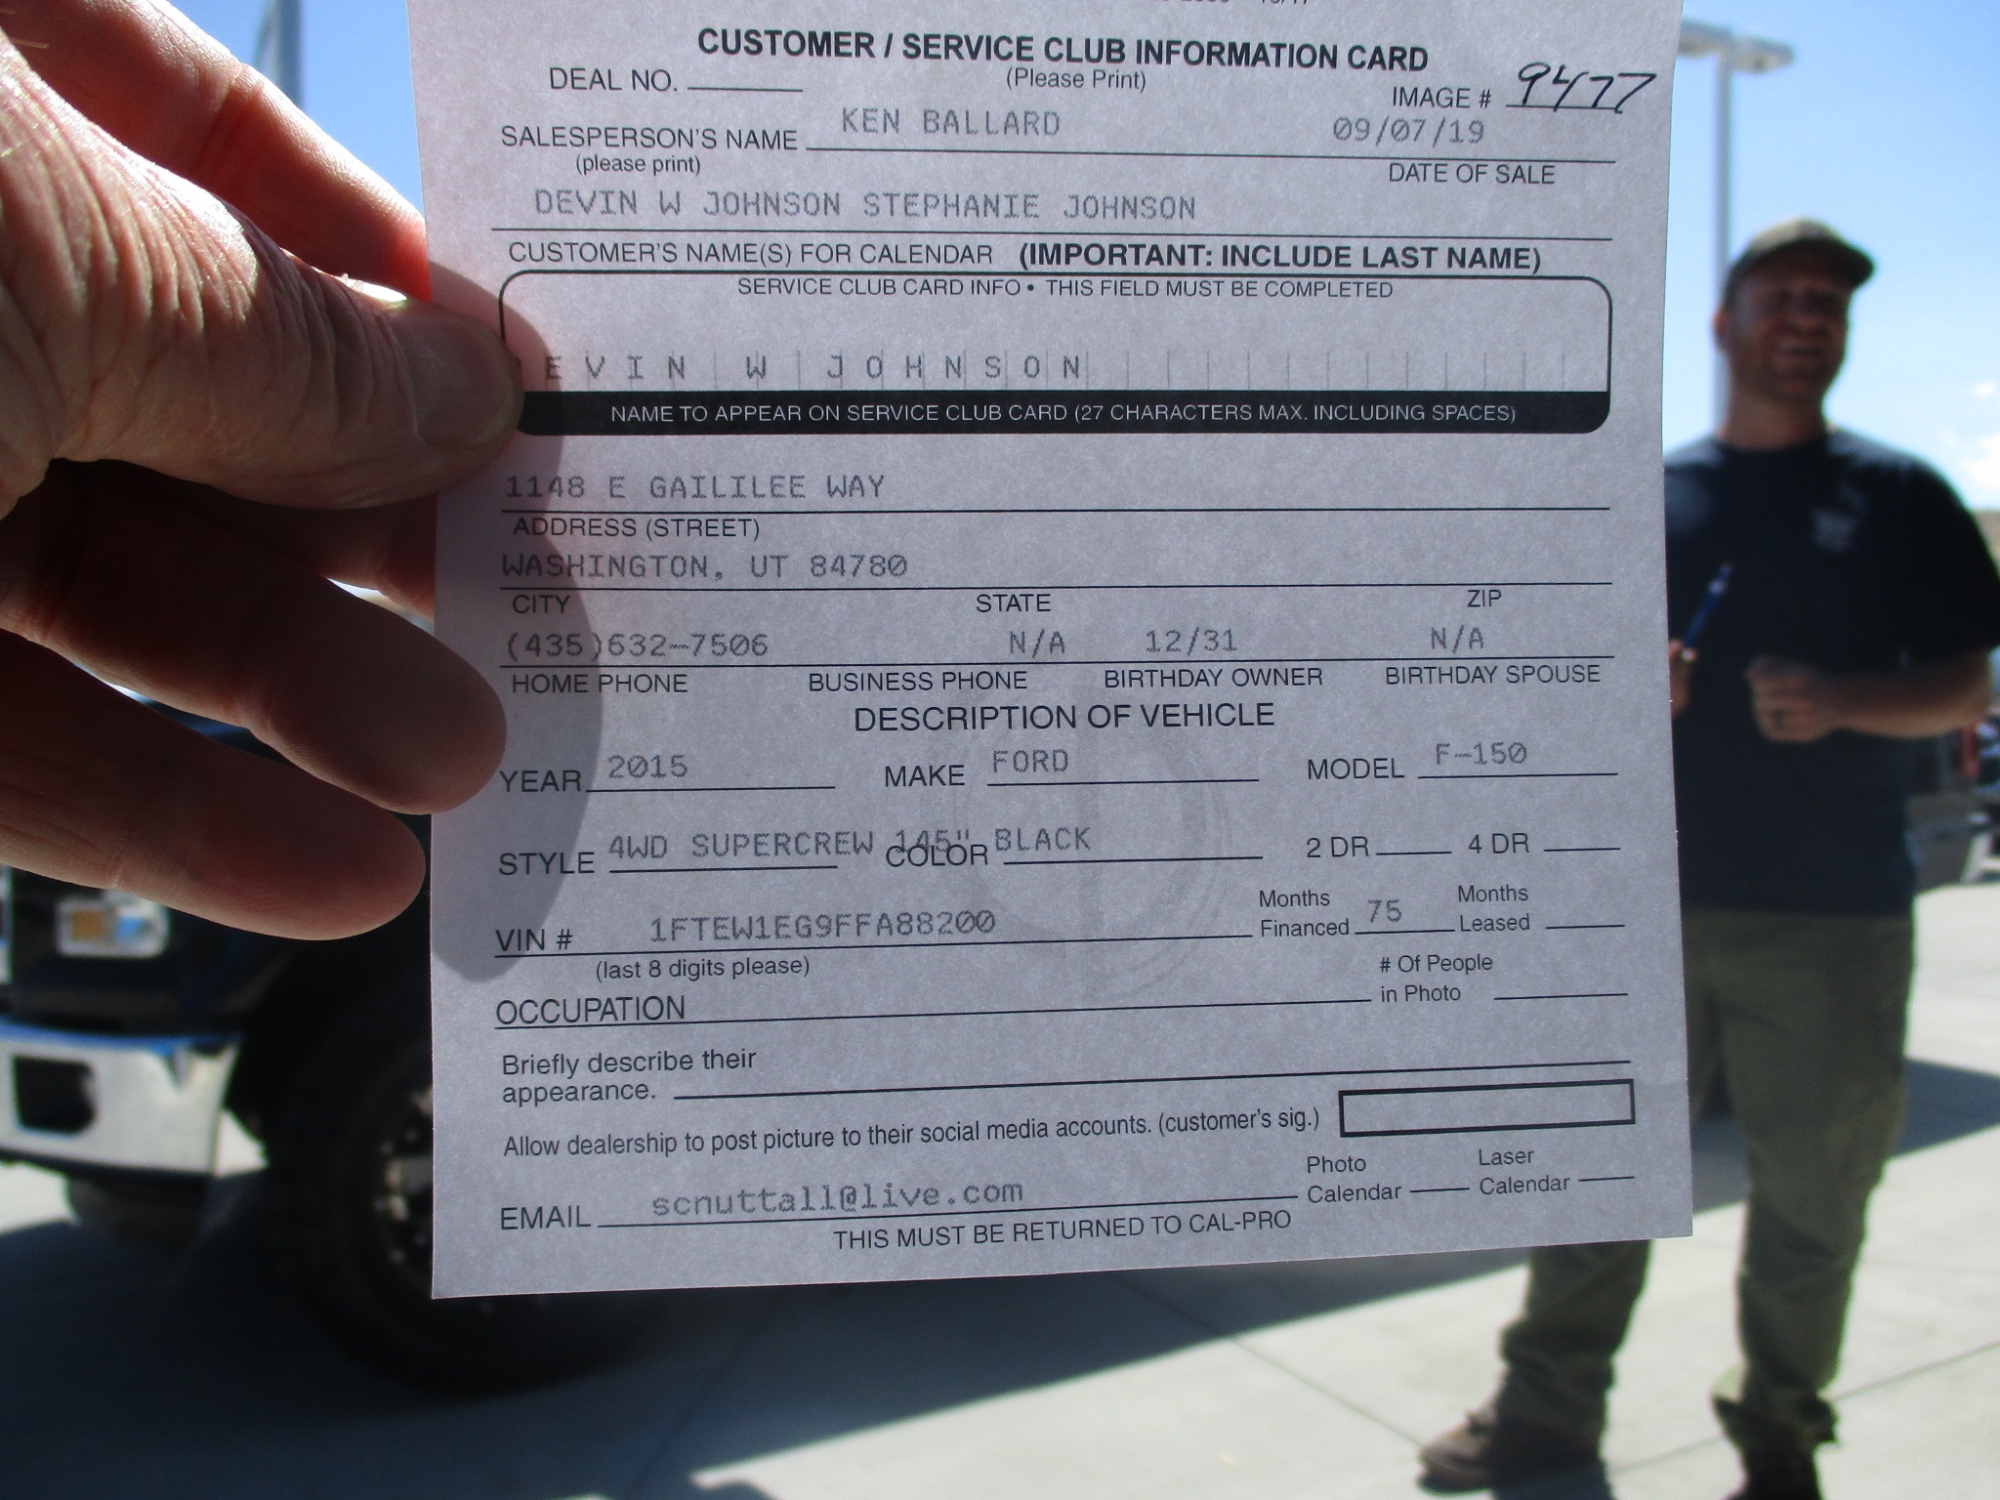 CUSTOMER / SERVICE CLUB INFORMATION CARD
DEAL NO. (Please Print) IMAGE # 9477
SALESPERSON'S NAME KEN BALLARD 09/07/19
(please print) DATE OF SALE
DEVIN W JOHNSON STEPHANIE JOHNSON
CUSTOMER'S NAME(S) FOR CALENDAR (IMPORTANT: INCLUDE LAST NAME)
SERVICE CLUB CARD INFO • THIS FIELD MUST BE COMPLETED
EVIN W JOHNSON
NAME TO APPEAR ON SERVICE CLUB CARD (27 CHARACTERS MAX. INCLUDING SPACES)
1148 E GAILILEE WAY
ADDRESS (STREET)
WASHINGTON, UT 84780
CITY STATE ZIP
(435)632-7506 N/A 12/31 N/A
HOME PHONE BUSINESS PHONE BIRTHDAY OWNER BIRTHDAY SPOUSE
DESCRIPTION OF VEHICLE
YEAR 2015 MAKE FORD MODEL F-150
STYLE 4WD SUPERCREW 145" COLOR BLACK 2 DR 4 DR
VIN # 1FTEW1EG9FFA88200 Months Financed 75 Months Leased
(last 8 digits please)
OCCUPATION # Of People in Photo
Briefly describe their
appearance.
Allow dealership to post picture to their social media accounts. (customer's sig.)
EMAIL scnuttall@live.com Photo Calendar Laser Calendar
THIS MUST BE RETURNED TO CAL-PRO